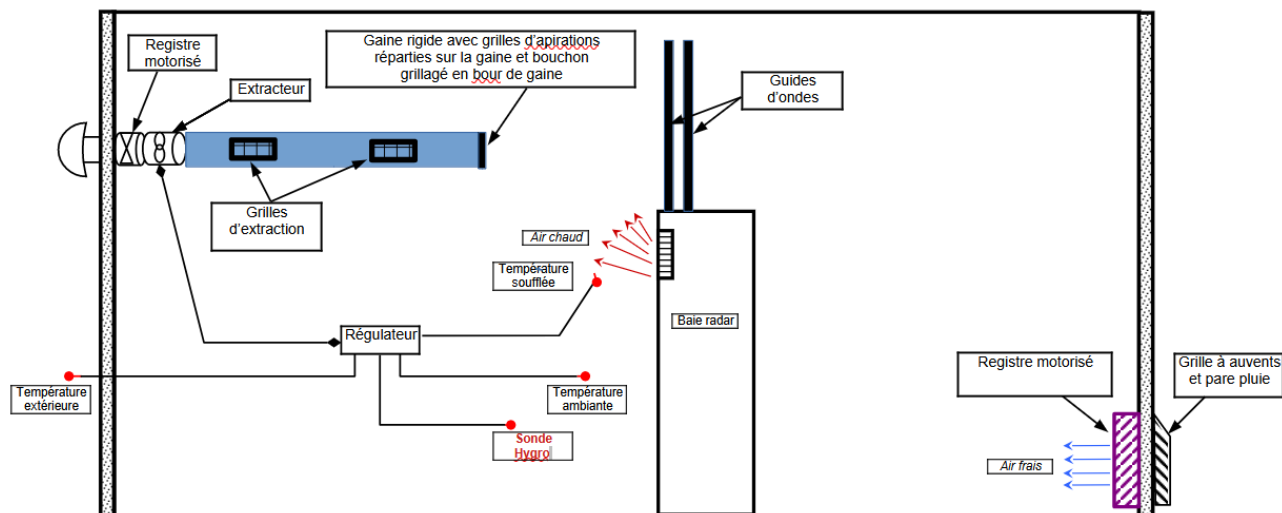 Registre
motorisé
Extracteur
Gaine rigide avec grilles d'apirations
réparties sur la gaine et bouchon
grillagé en bour de gaine
Guides
d'ondes
Grilles
d'extraction
Air chaud
Température
soufflée
Baie radar
Régulateur
Température
extérieure
Température
ambiante
Sonde
Hygro
Registre motorisé
Grille à auvents
et pare pluie
Air frais